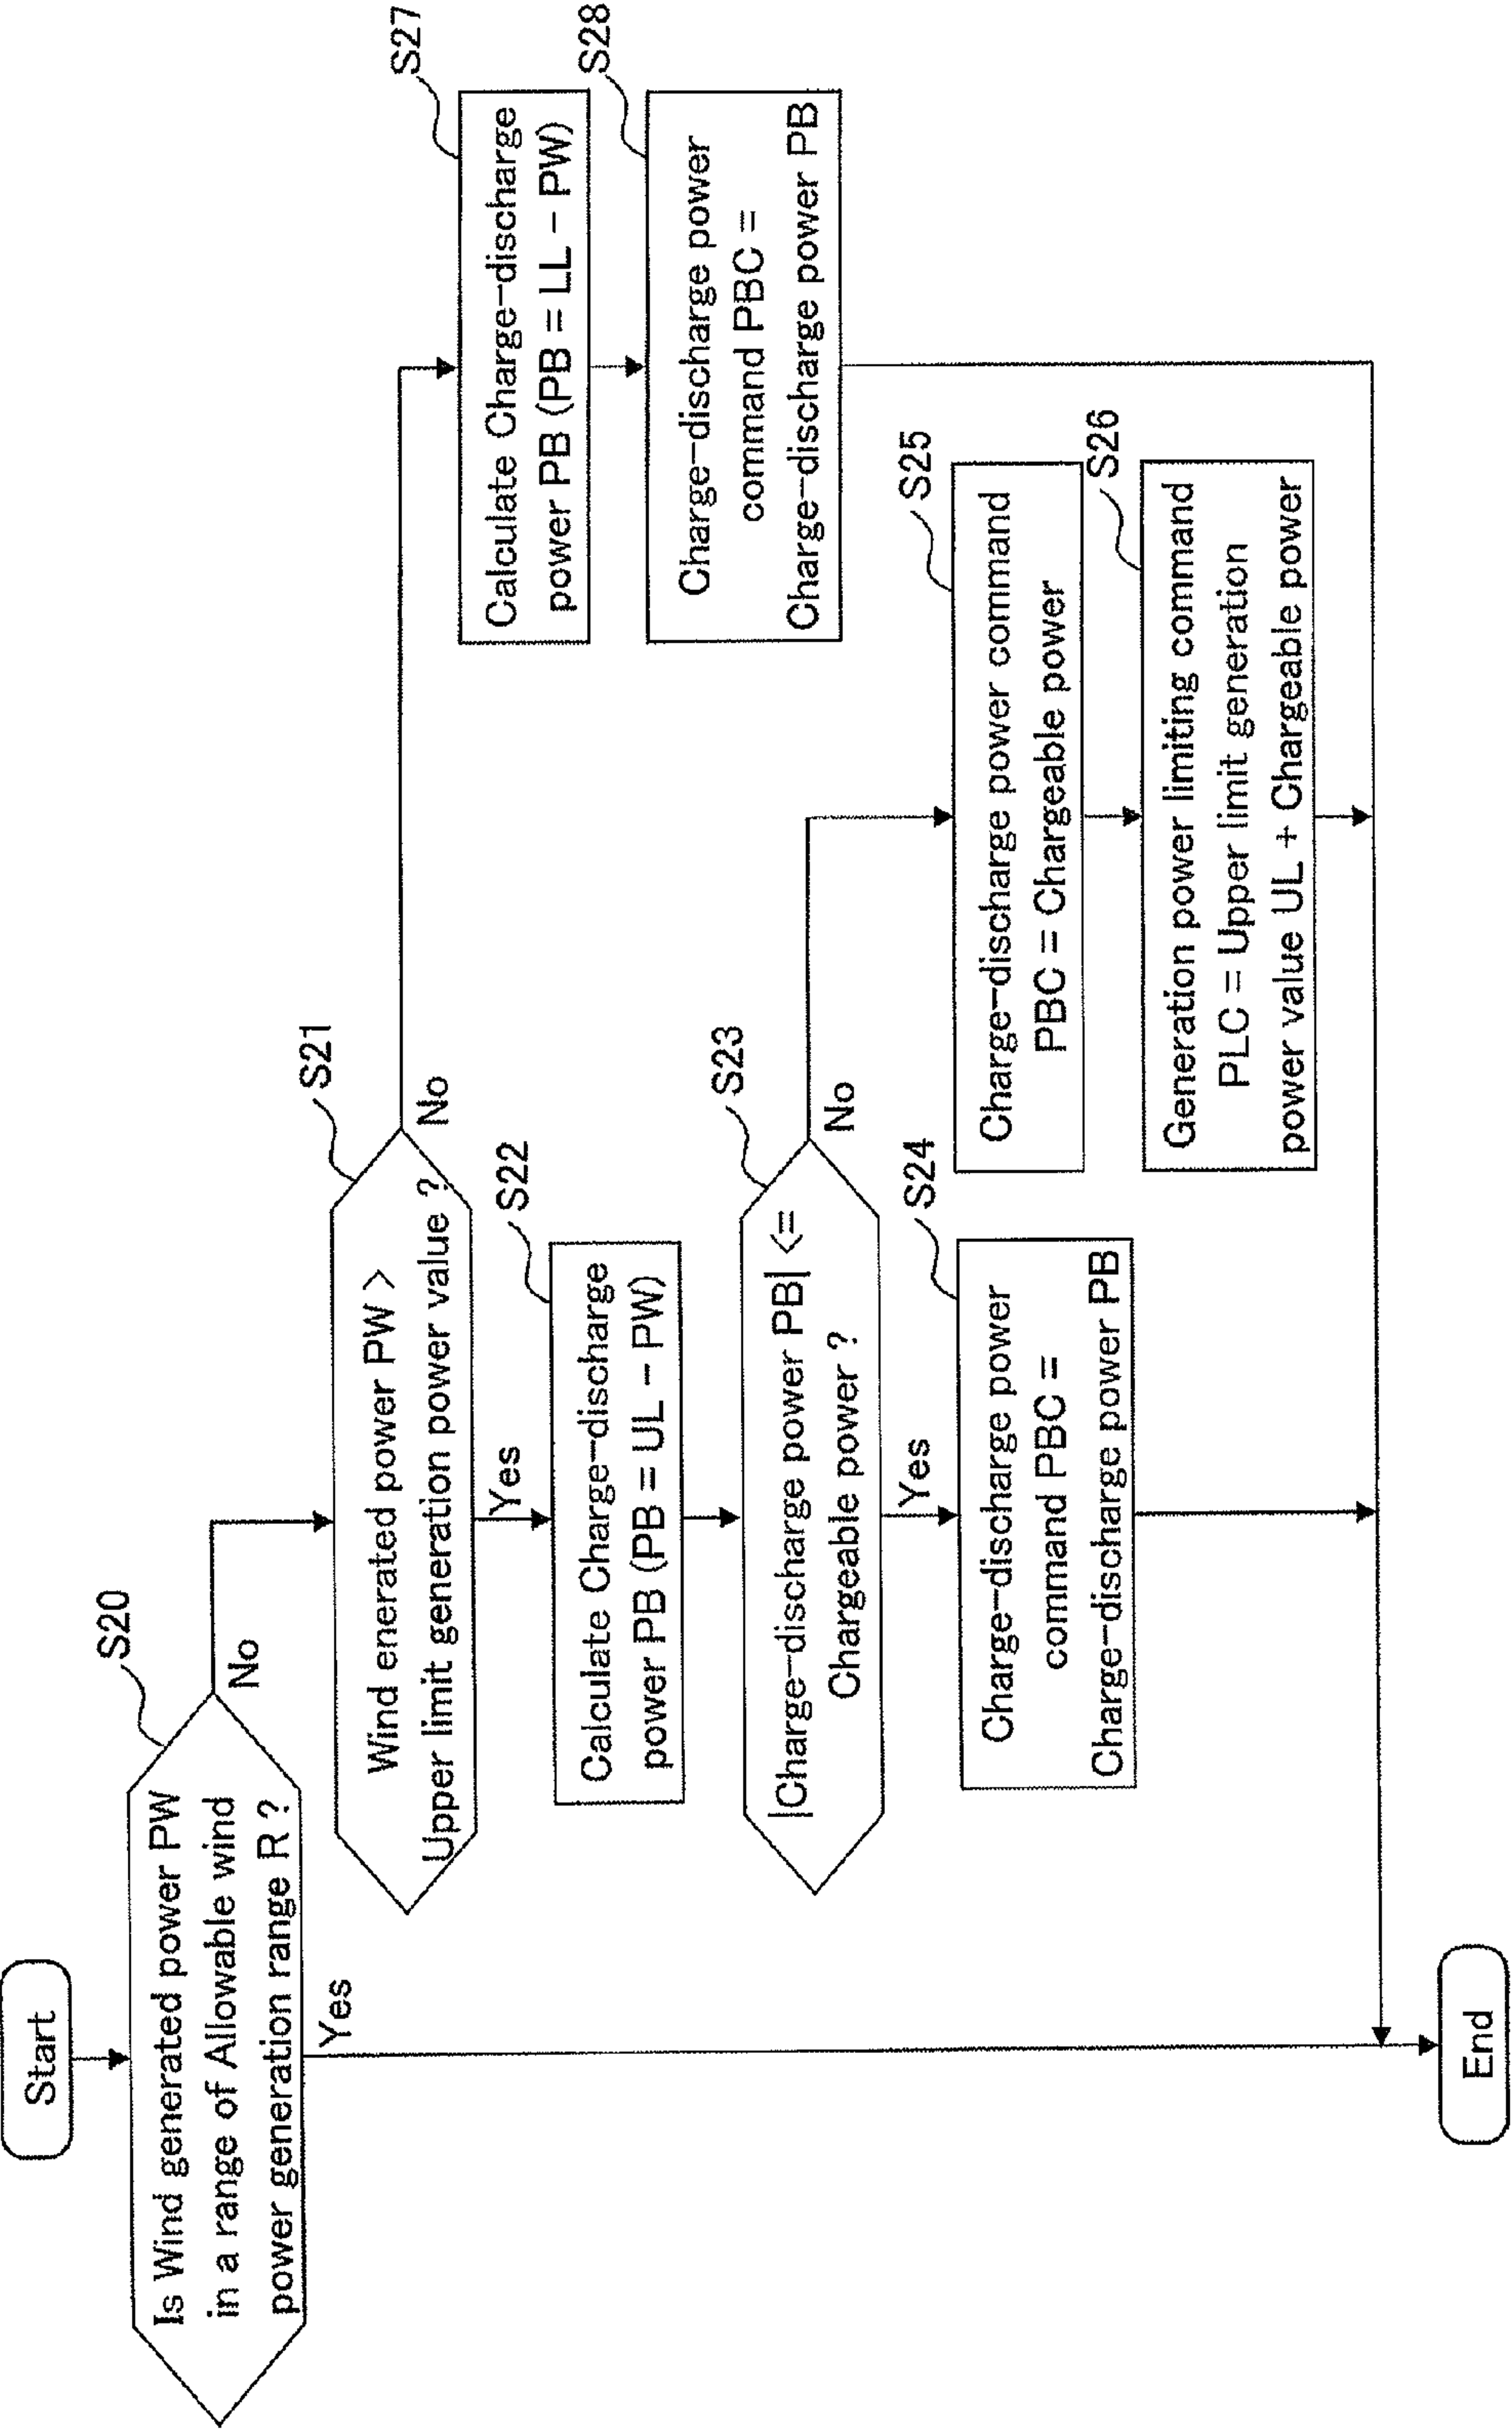 Start
S20
Is Wind generated power PW
in a range of Allowable wind
power generation range R ?
No
Yes
S21
Wind enerated power PW >
Upper limit generation power value ?
No
Yes
S22
Calculate Charge-discharge
power PB (PB = UL - PW)
S23
|Charge-discharge power PB| <=
Chargeable power ?
No
Yes
S24
Charge-discharge power
command PBC =
Charge-discharge power PB
S25
Charge-discharge power command
PBC = Chargeable power
S26
Generation power limiting command
PLC = Upper limit generation
power value UL + Chargeable power
S27
Calculate Charge-discharge
power PB (PB = LL - PW)
S28
Charge-discharge power
command PBC =
Charge-discharge power PB
End